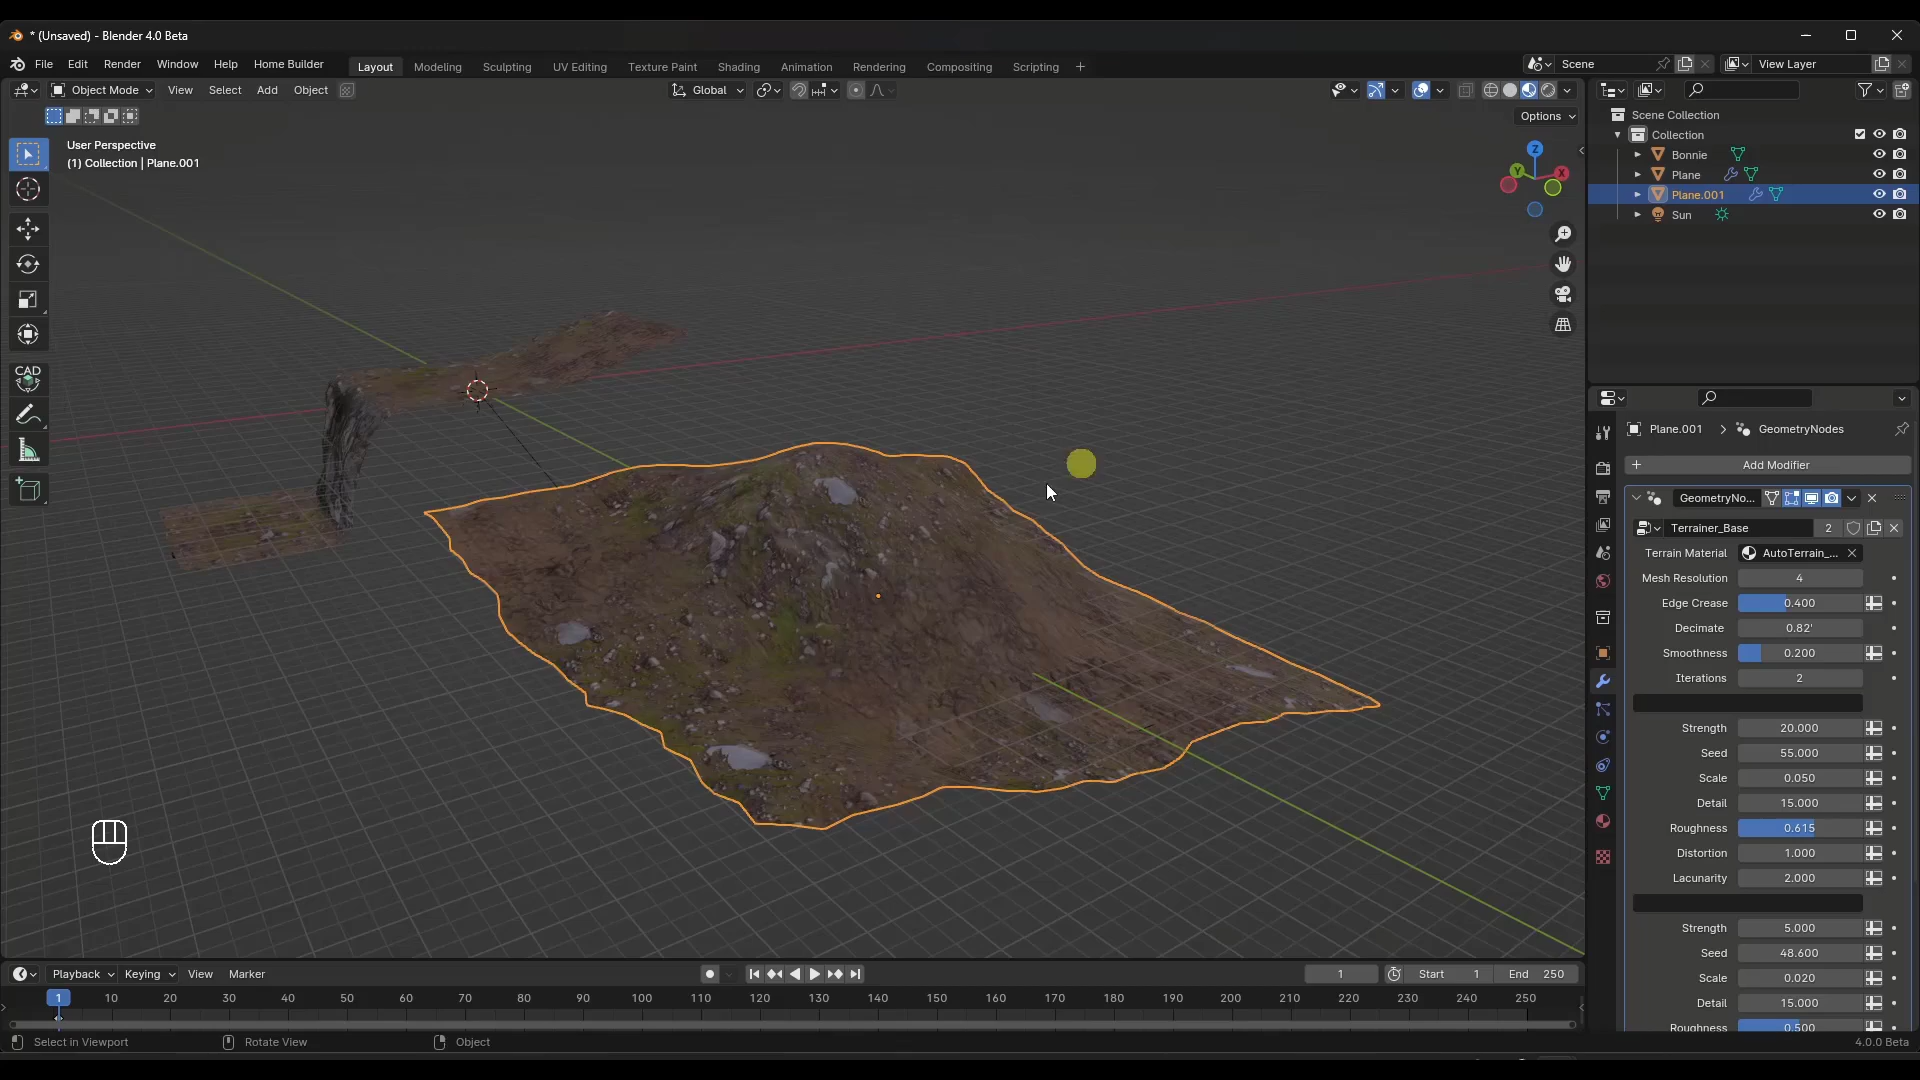 * (Unsaved) - Blender 4.0 Beta
File Edit Render Window Help Home Builder
Layout Modeling Sculpting UV Editing Texture Paint Shading Animation Rendering Compositing Scripting +
Scene
View Layer
Object Mode View Select Add Object
Global
Options
User Perspective
(1) Collection | Plane.001
Z
Y
X
CAD
Scene Collection
Collection
Bonnie
Plane
Plane.001
Sun
Plane.001 > GeometryNodes
+ Add Modifier
GeometryNo...
Terrainer_Base 2
Terrain Material AutoTerrain_...
Mesh Resolution 4
Edge Crease 0.400
Decimate 0.82'
Smoothness 0.200
Iterations 2
Strength 20.000
Seed 55.000
Scale 0.050
Detail 15.000
Roughness 0.615
Distortion 1.000
Lacunarity 2.000
Strength 5.000
Seed 48.600
Scale 0.020
Detail 15.000
Roughness 0.500
Playback Keying View Marker
1 Start 1 End 250
1 10 20 30 40 50 60 70 80 90 100 110 120 130 140 150 160 170 180 190 200 210 220 230 240 250
Select in Viewport Rotate View Object
4.0.0 Beta